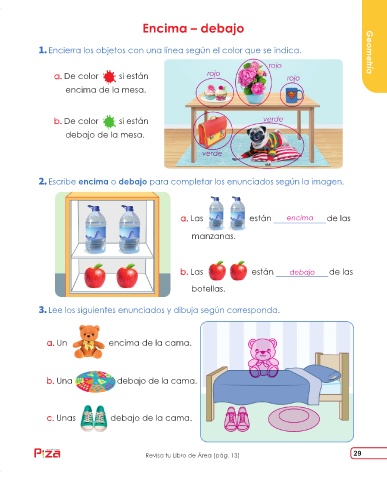 Encima – debajo
Geometría
1. Encierra los objetos con una línea según el color que se indica.
a. De color si están
encima de la mesa.
b. De color si están
debajo de la mesa.
rojo
rojo
rojo
verde
verde
2. Escribe encima o debajo para completar los enunciados según la imagen.
a. Las están encima de las
manzanas.
b. Las están debajo de las
botellas.
3. Lee los siguientes enunciados y dibuja según corresponda.
a. Un encima de la cama.
b. Una debajo de la cama.
c. Unas debajo de la cama.
Piza
Revisa tu Libro de Área (pág. 13)
29